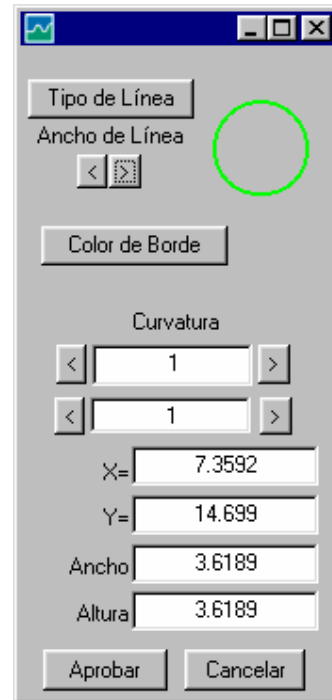 Tipo de Línea
Ancho de Línea
< >
Color de Borde
Curvatura
< 1 >
< 1 >
X= 7.3592
Y= 14.699
Ancho 3.6189
Altura 3.6189
Aprobar Cancelar